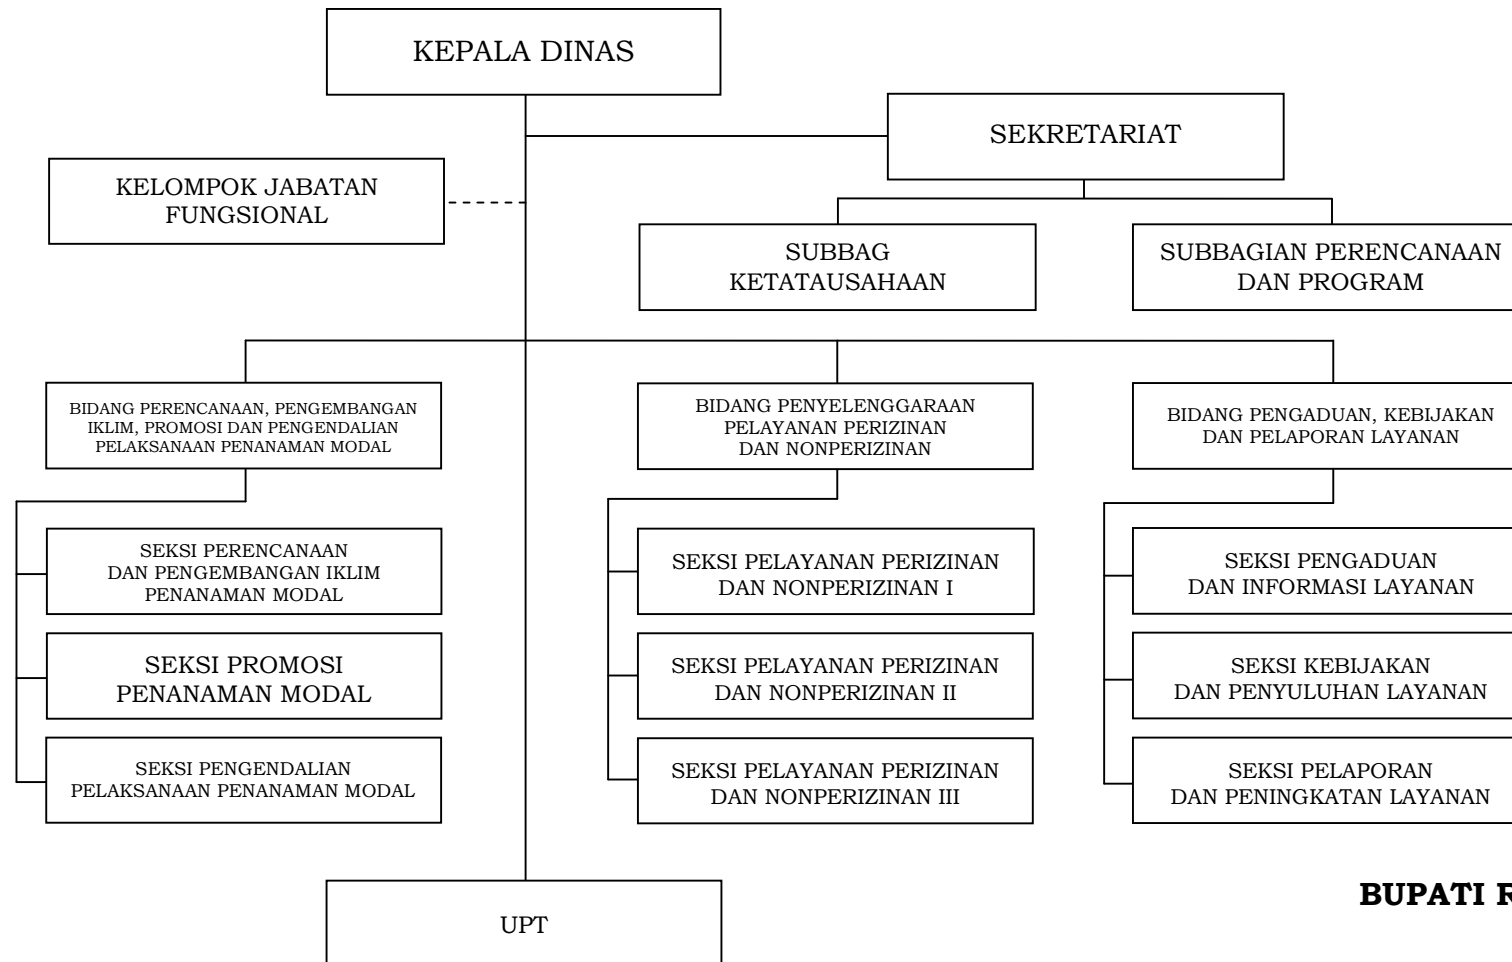 KEPALA DINAS
SEKRETARIAT
KELOMPOK JABATAN
FUNGSIONAL
SUBBAG
KETATAUSAHAAN
SUBBAGIAN PERENCANAAN
DAN PROGRAM
BIDANG PERENCANAAN, PENGEMBANGAN
IKLIM, PROMOSI DAN PENGENDALIAN
PELAKSANAAN PENANAMAN MODAL
BIDANG PENYELENGGARAAN
PELAYANAN PERIZINAN
DAN NONPERIZINAN
BIDANG PENGADUAN, KEBIJAKAN
DAN PELAPORAN LAYANAN
SEKSI PERENCANAAN
DAN PENGEMBANGAN IKLIM
PENANAMAN MODAL
SEKSI PELAYANAN PERIZINAN
DAN NONPERIZINAN I
SEKSI PENGADUAN
DAN INFORMASI LAYANAN
SEKSI PROMOSI
PENANAMAN MODAL
SEKSI PELAYANAN PERIZINAN
DAN NONPERIZINAN II
SEKSI KEBIJAKAN
DAN PENYULUHAN LAYANAN
SEKSI PENGENDALIAN
PELAKSANAAN PENANAMAN MODAL
SEKSI PELAYANAN PERIZINAN
DAN NONPERIZINAN III
SEKSI PELAPORAN
DAN PENINGKATAN LAYANAN
UPT
BUPATI